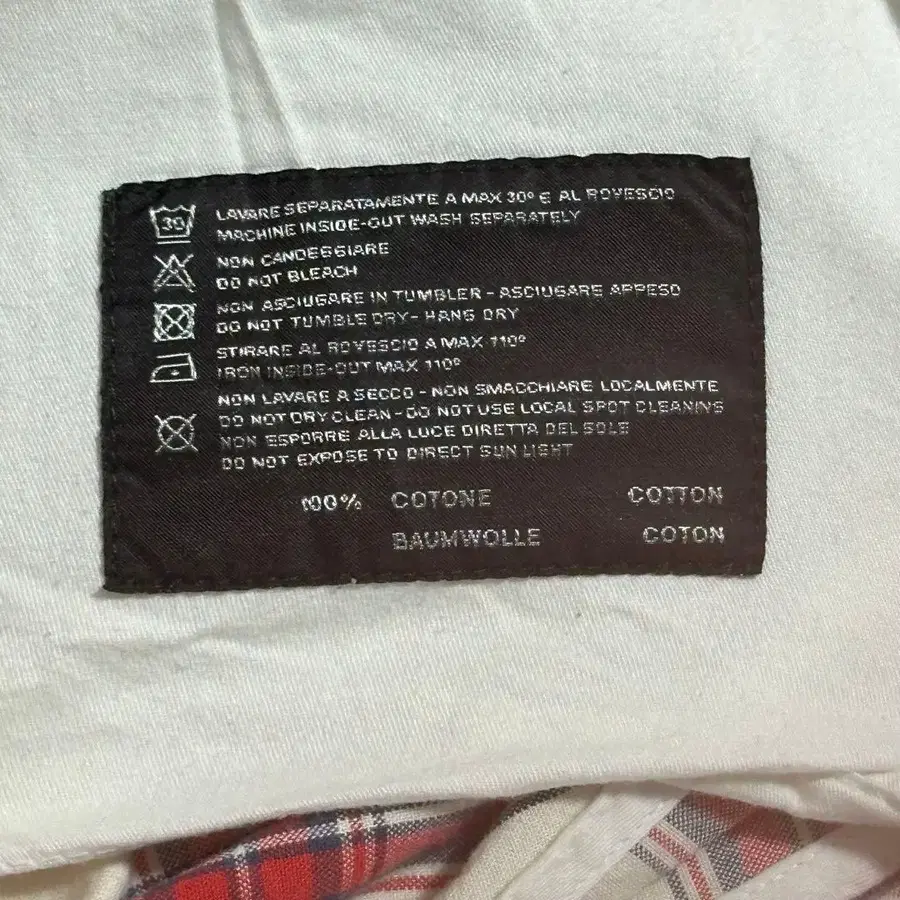 30
LAVARE SEPARATAMENTE A MAX 30° E AL ROVESCIO
MACHINE INSIDE-OUT WASH SEPARATELY
NON CANDEGGIARE
DO NOT BLEACH
NON ASCIUGARE IN TUMBLER - ASCIUGARE APPESO
DO NOT TUMBLE DRY - HANG DRY
STIRARE AL ROVESCIO A MAX 110°
IRON INSIDE-OUT MAX 110°
NON LAVARE A SECCO - NON SMACCHIARE LOCALMENTE
DO NOT DRY CLEAN - DO NOT USE LOCAL SPOT CLEANING
NON ESPORRE ALLA LUCE DIRETTA DEL SOLE
DO NOT EXPOSE TO DIRECT SUN LIGHT
100% COTONE COTTON
BAUMWOLLE COTON